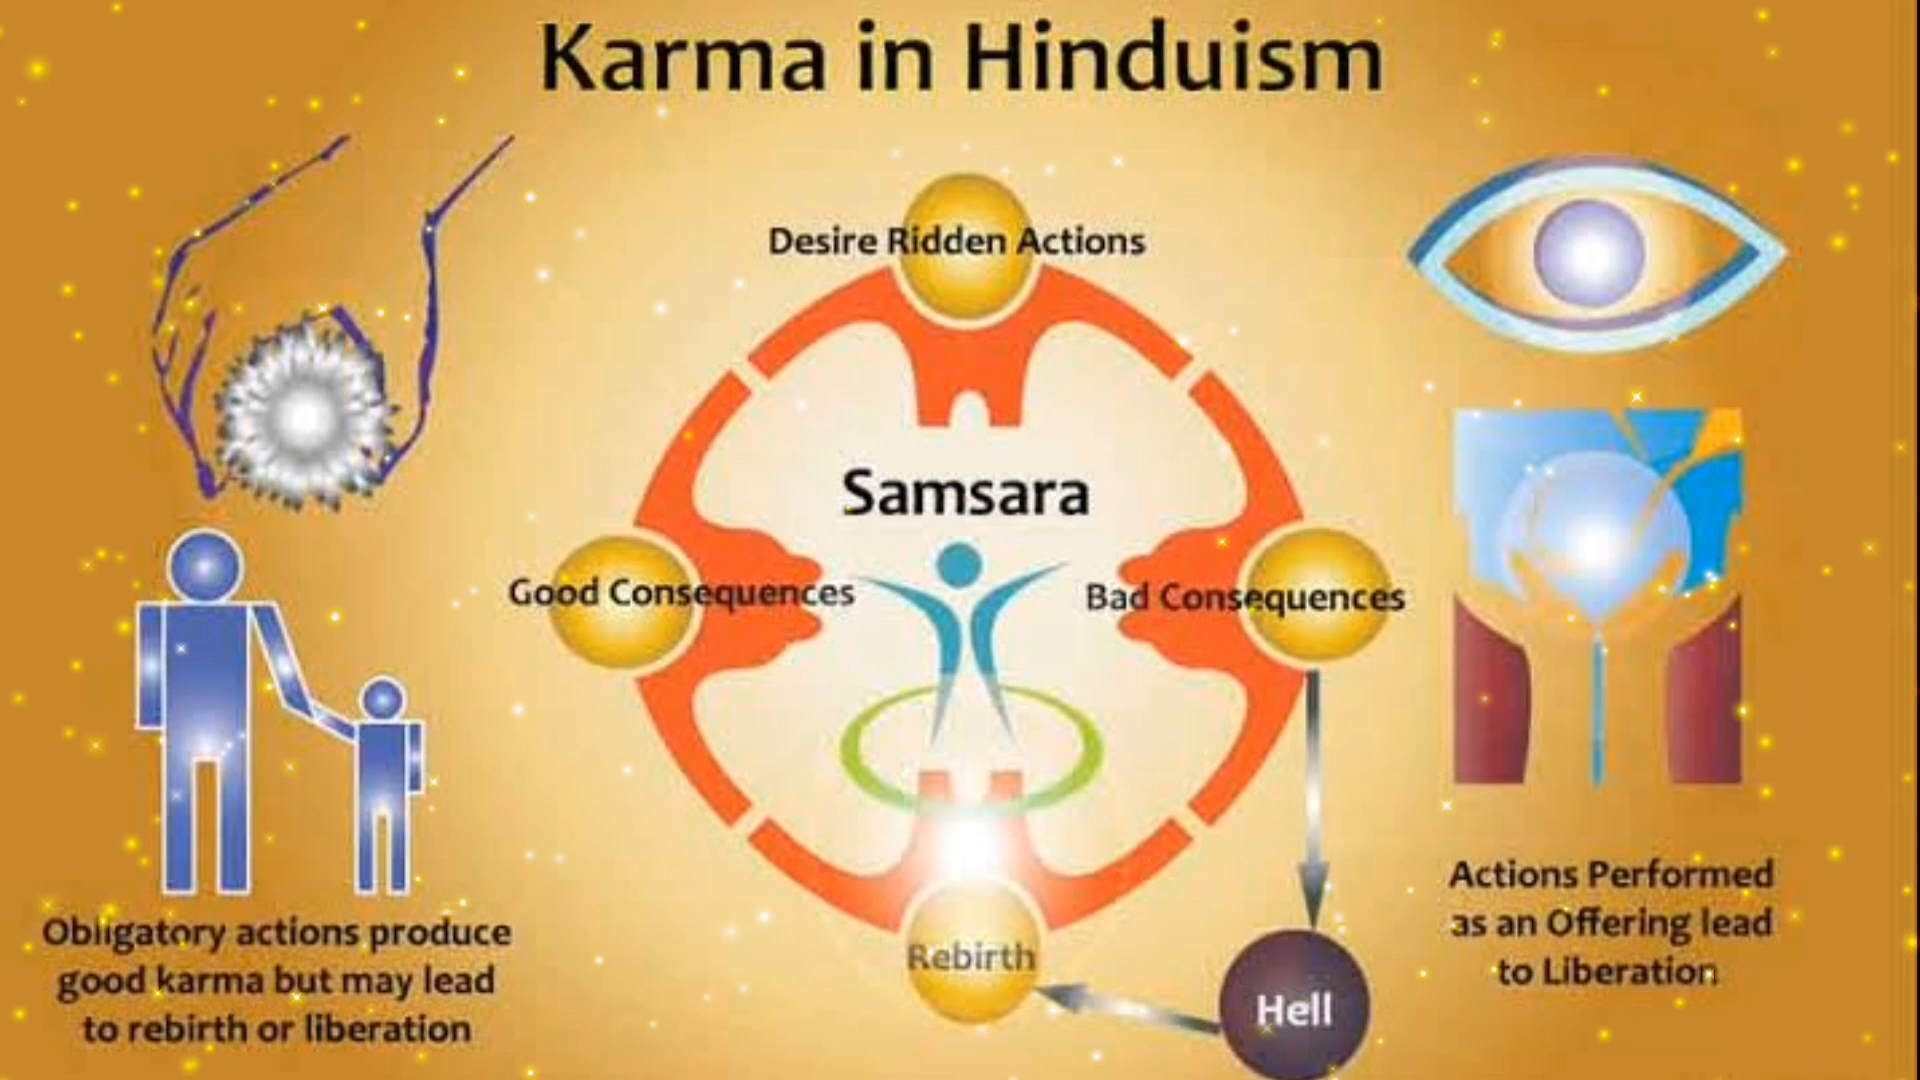 Karma in Hinduism
Desire Ridden Actions
Samsara
Good Consequences
Bad Consequences
Rebirth
Hell
Obligatory actions produce
good karma but may lead
to rebirth or liberation
Actions Performed
as an Offering lead
to Liberation